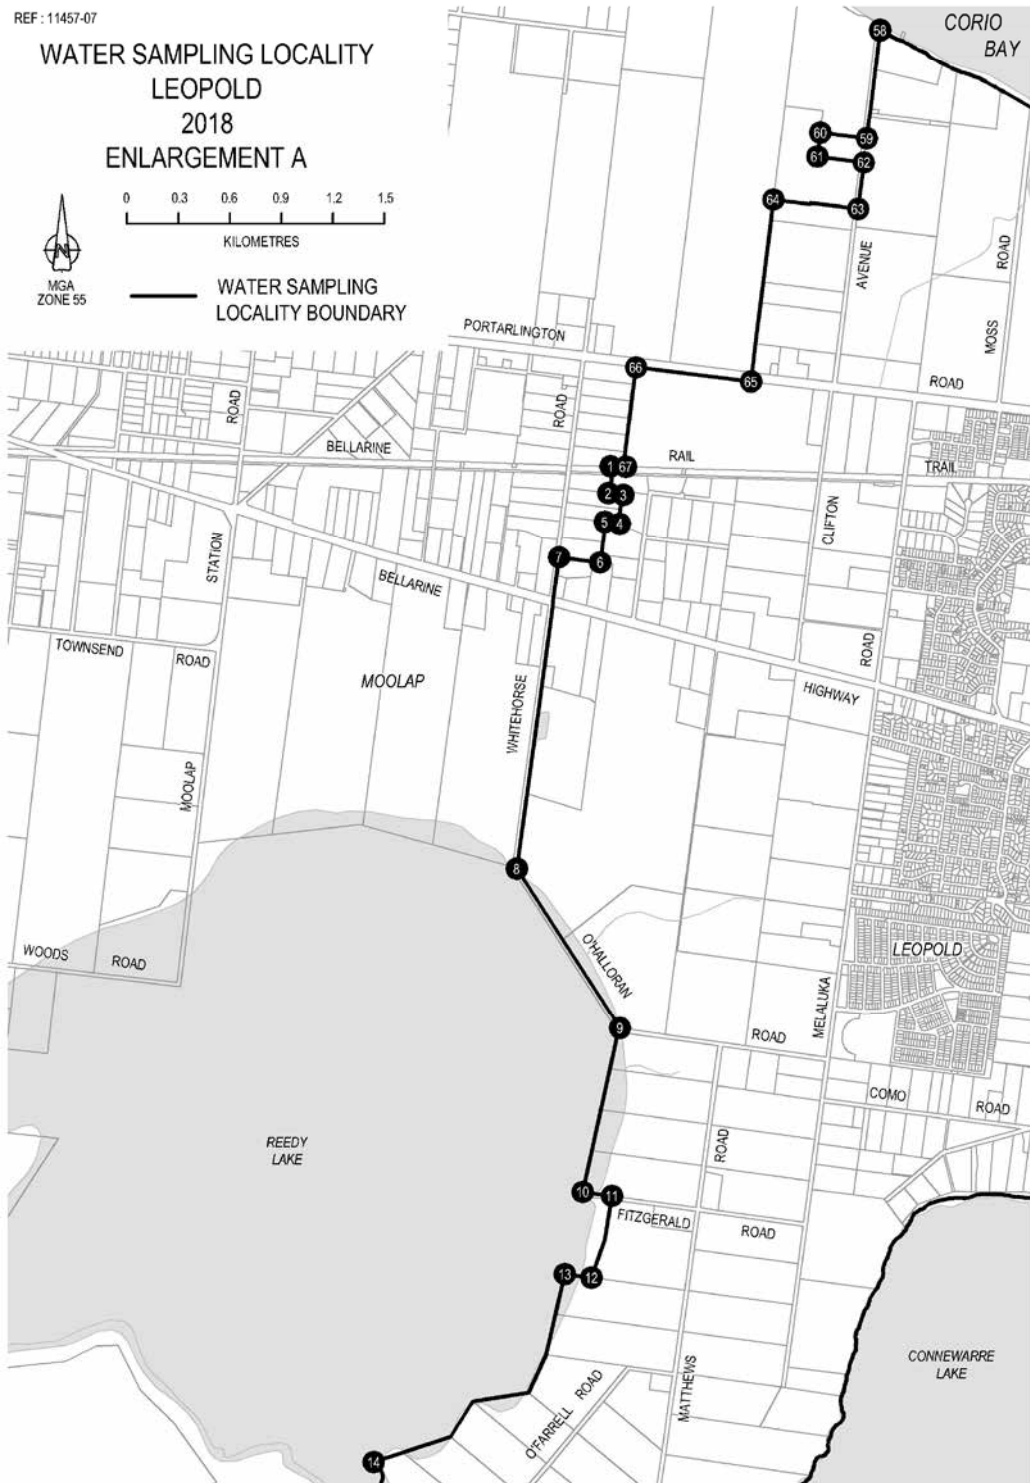 REF : 11457-07
WATER SAMPLING LOCALITY
LEOPOLD
2018
ENLARGEMENT A
0 0.3 0.6 0.9 1.2 1.5
KILOMETRES
N
MGA
ZONE 55
WATER SAMPLING
LOCALITY BOUNDARY
CORIO
BAY
58
60
59
61
62
64
63
AVENUE
ROAD
MOSS
PORTARLINGTON
66
65
ROAD
ROAD
ROAD
BELLARINE
RAIL
TRAIL
1
67
2
3
5
4
7
6
CLIFTON
STATION
BELLARINE
TOWNSEND
ROAD
MOOLAP
ROAD
HIGHWAY
WHITEHORSE
MOOLAP
8
WOODS
ROAD
O'HALLORAN
LEOPOLD
MELALUKA
9
ROAD
COMO
ROAD
REEDY
LAKE
ROAD
10
11
FITZGERALD
ROAD
13
12
CONNEWARRE
LAKE
MATTHEWS
O'FARRELL ROAD
14